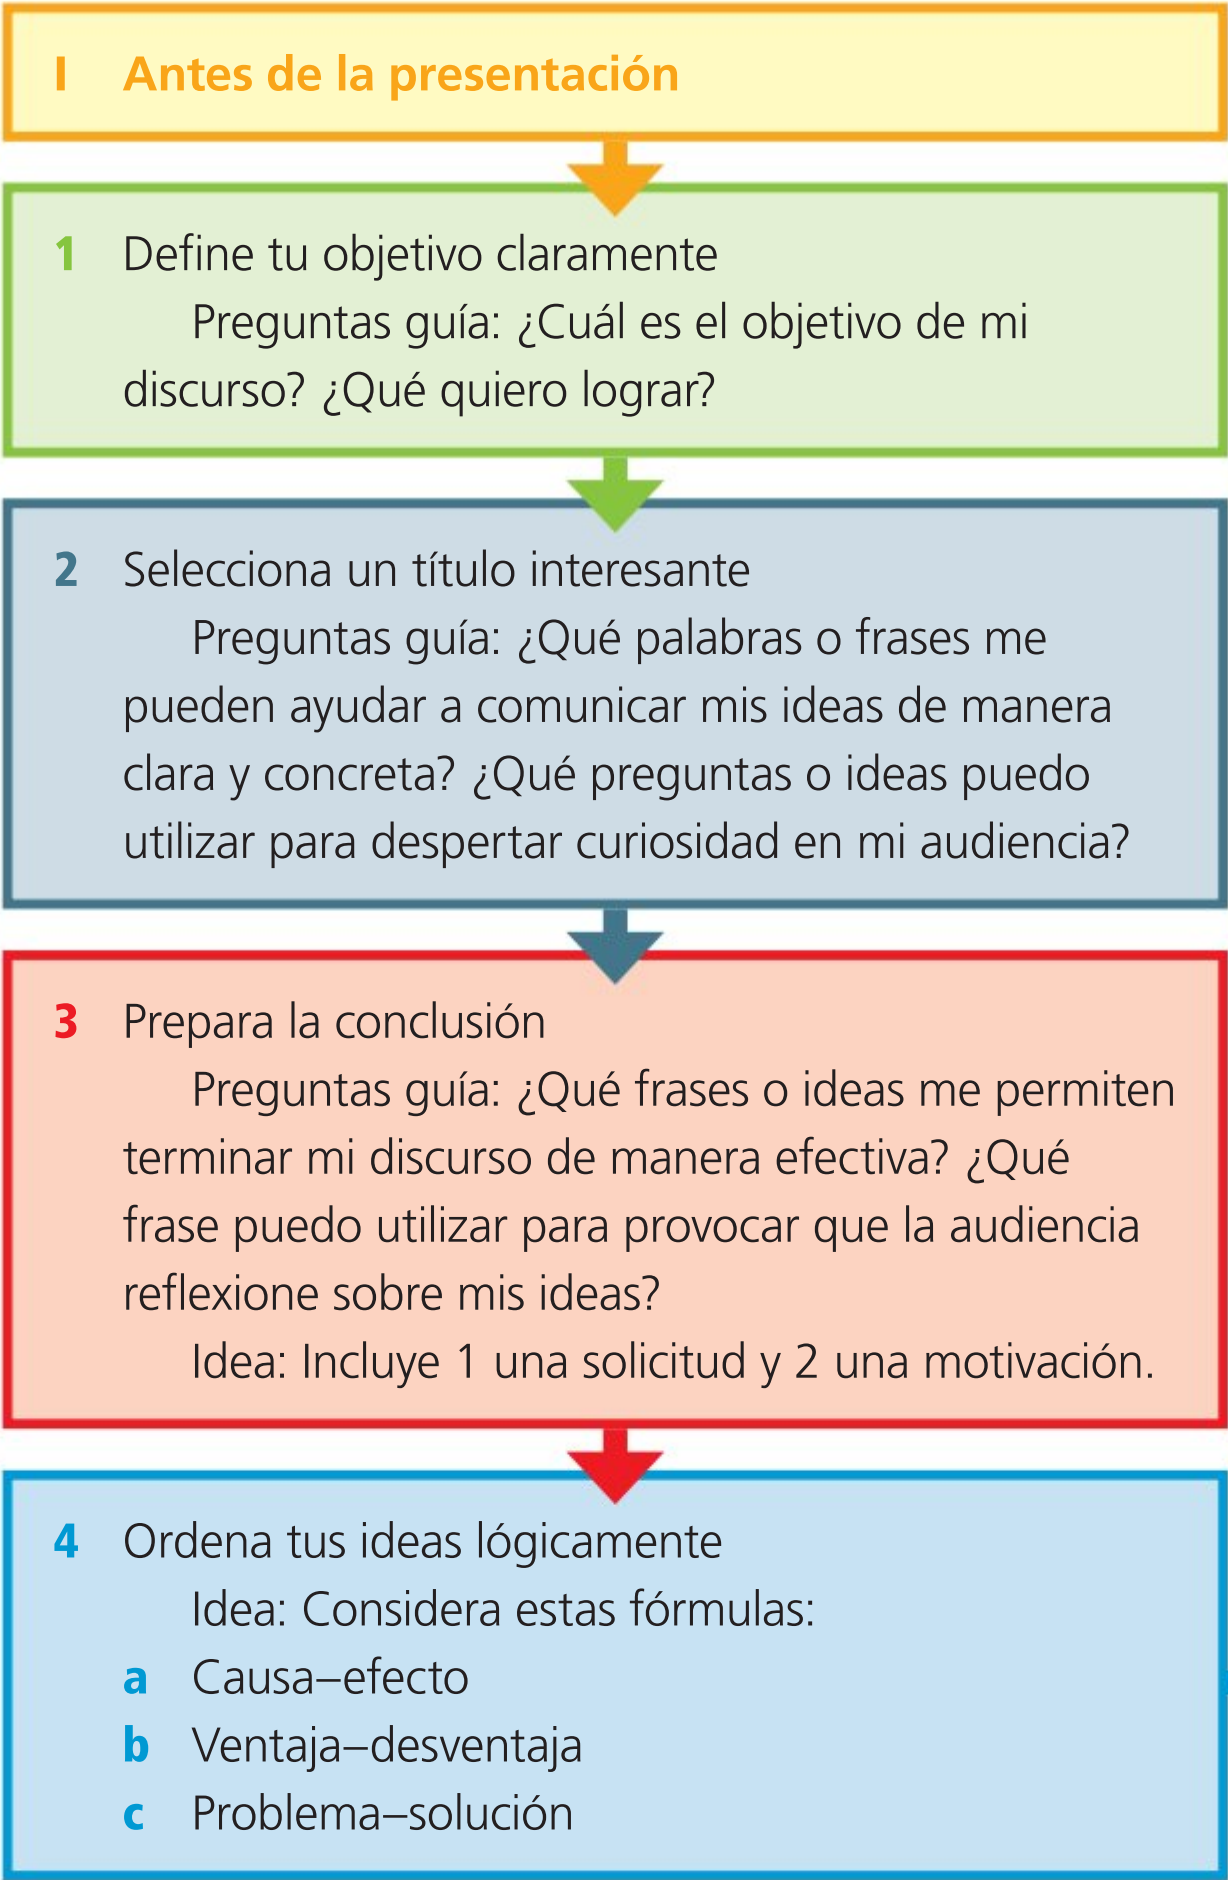 I Antes de la presentación
1 Define tu objetivo claramente
Preguntas guía: ¿Cuál es el objetivo de mi
discurso? ¿Qué quiero lograr?
2 Selecciona un título interesante
Preguntas guía: ¿Qué palabras o frases me
pueden ayudar a comunicar mis ideas de manera
clara y concreta? ¿Qué preguntas o ideas puedo
utilizar para despertar curiosidad en mi audiencia?
3 Prepara la conclusión
Preguntas guía: ¿Qué frases o ideas me permiten
terminar mi discurso de manera efectiva? ¿Qué
frase puedo utilizar para provocar que la audiencia
reflexione sobre mis ideas?
Idea: Incluye 1 una solicitud y 2 una motivación.
4 Ordena tus ideas lógicamente
Idea: Considera estas fórmulas:
a Causa–efecto
b Ventaja–desventaja
c Problema–solución